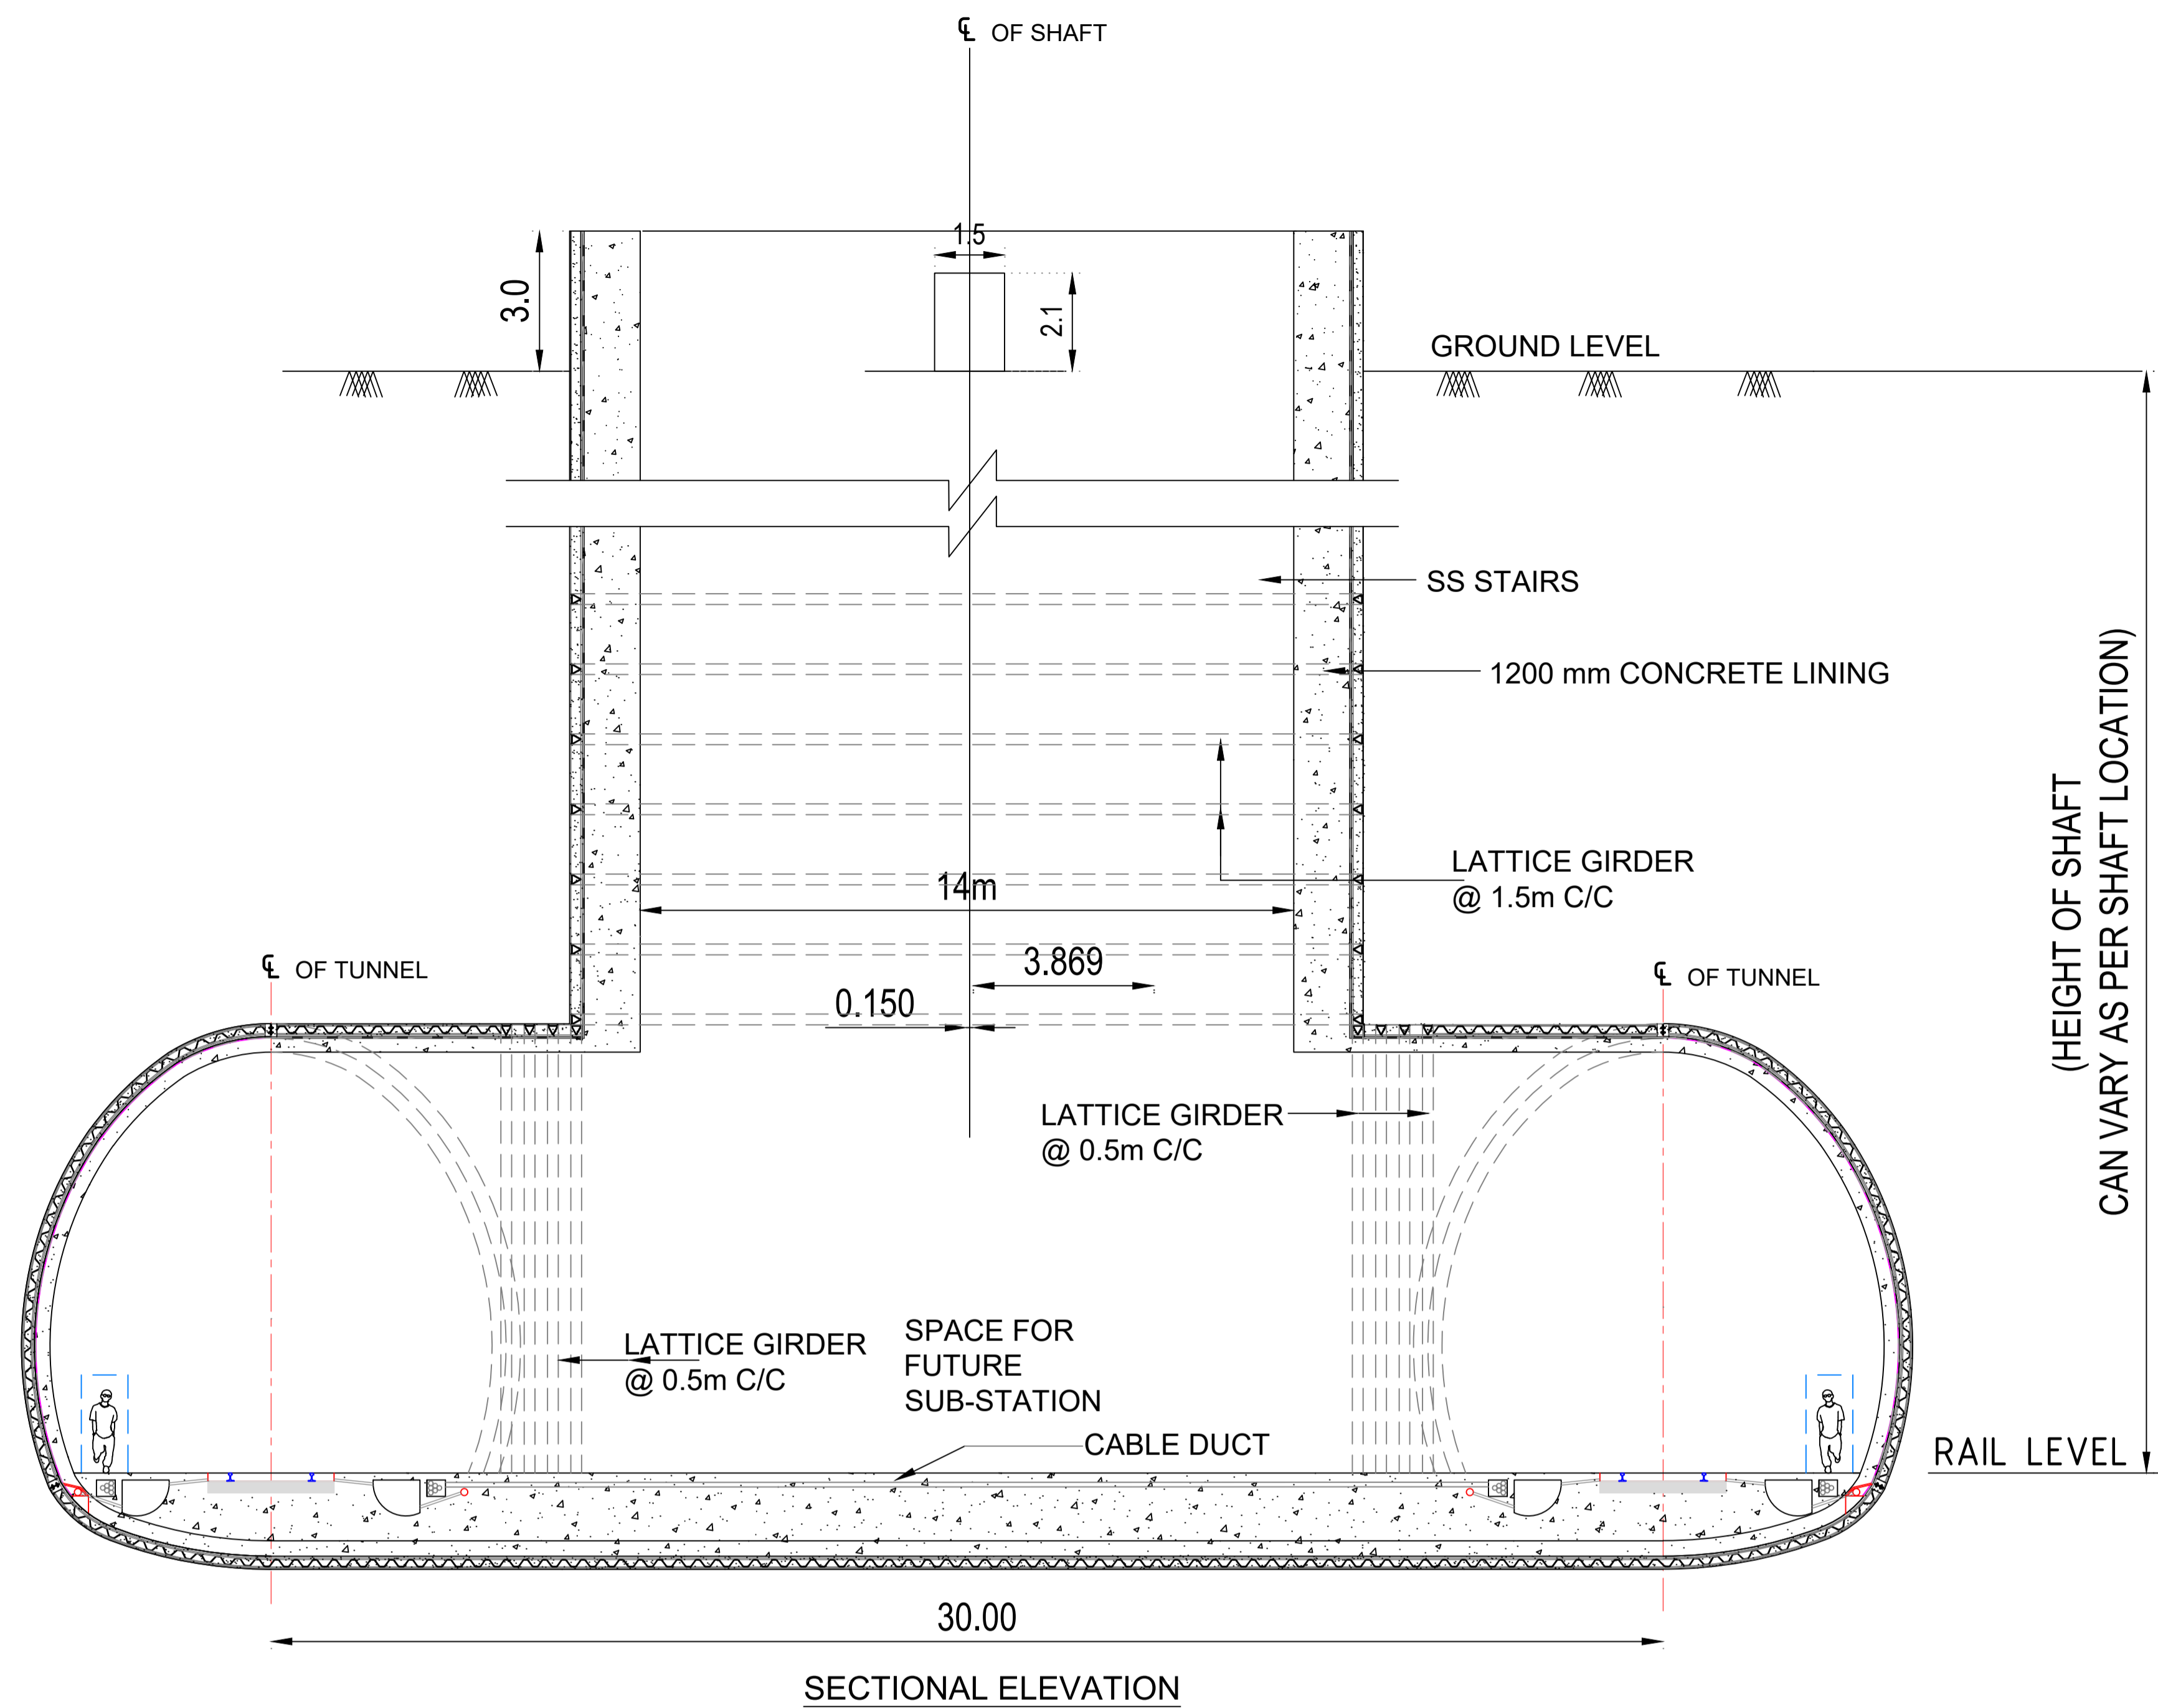 ℄ OF SHAFT
1.5
3.0
2.1
GROUND LEVEL
SS STAIRS
1200 mm CONCRETE LINING
LATTICE GIRDER
@ 1.5m C/C
14m
3.869
0.150
℄ OF TUNNEL
℄ OF TUNNEL
(HEIGHT OF SHAFT
CAN VARY AS PER SHAFT LOCATION)
LATTICE GIRDER
@ 0.5m C/C
LATTICE GIRDER
@ 0.5m C/C
SPACE FOR
FUTURE
SUB-STATION
CABLE DUCT
RAIL LEVEL
30.00
SECTIONAL ELEVATION